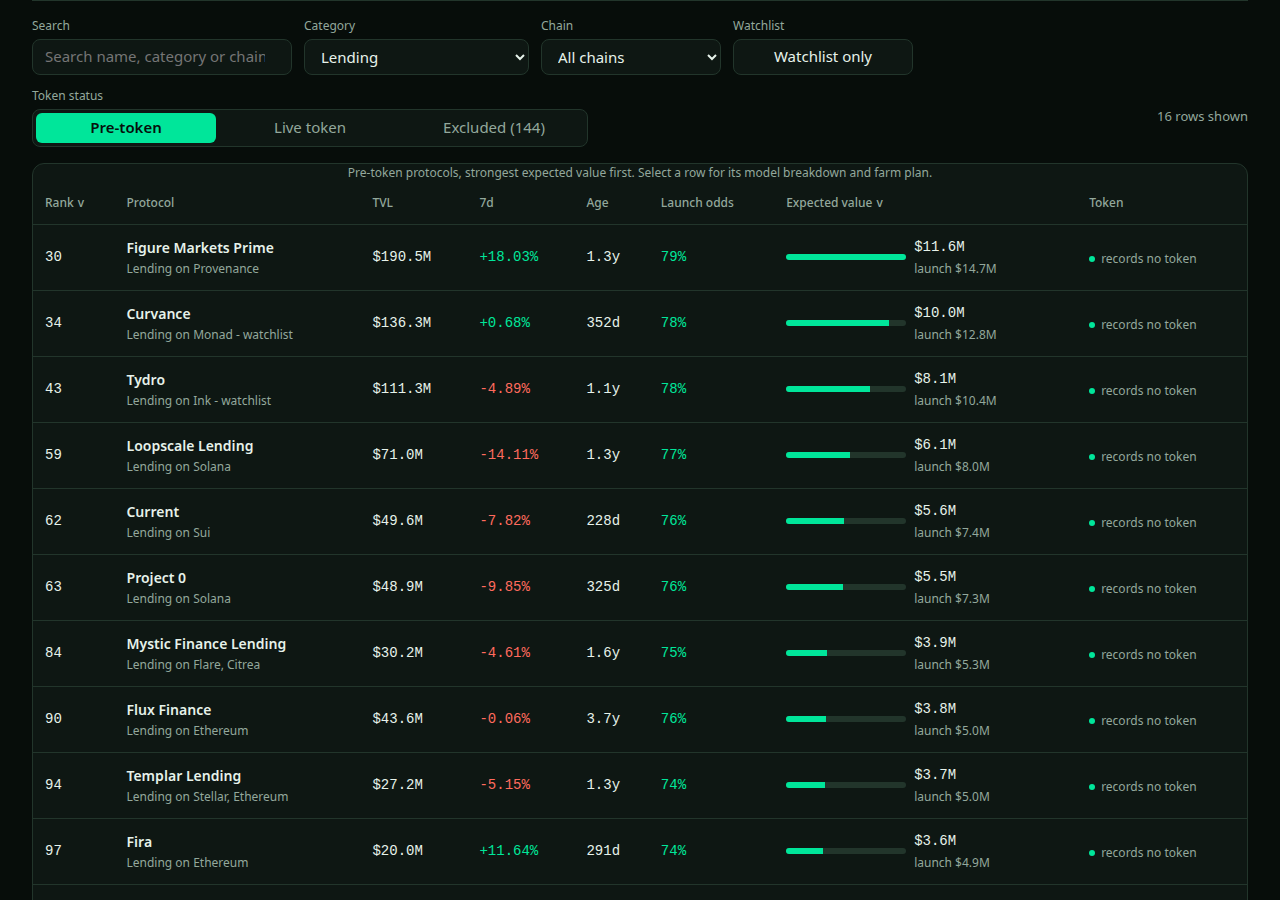 Search
Category
Chain
Watchlist
Search name, category or chain
Lending
All chains
Watchlist only
Token status
Pre-token
Live token
Excluded (144)
16 rows shown
Pre-token protocols, strongest expected value first. Select a row for its model breakdown and farm plan.
Rank v Protocol TVL 7d Age Launch odds Expected value v Token
30 Figure Markets Prime $190.5M +18.03% 1.3y 79% $11.6M records no token
Lending on Provenance launch $14.7M
34 Curvance $136.3M +0.68% 352d 78% $10.0M records no token
Lending on Monad - watchlist launch $12.8M
43 Tydro $111.3M -4.89% 1.1y 78% $8.1M records no token
Lending on Ink - watchlist launch $10.4M
59 Loopscale Lending $71.0M -14.11% 1.3y 77% $6.1M records no token
Lending on Solana launch $8.0M
62 Current $49.6M -7.82% 228d 76% $5.6M records no token
Lending on Sui launch $7.4M
63 Project 0 $48.9M -9.85% 325d 76% $5.5M records no token
Lending on Solana launch $7.3M
84 Mystic Finance Lending $30.2M -4.61% 1.6y 75% $3.9M records no token
Lending on Flare, Citrea launch $5.3M
90 Flux Finance $43.6M -0.06% 3.7y 76% $3.8M records no token
Lending on Ethereum launch $5.0M
94 Templar Lending $27.2M -5.15% 1.3y 74% $3.7M records no token
Lending on Stellar, Ethereum launch $5.0M
97 Fira $20.0M +11.64% 291d 74% $3.6M records no token
Lending on Ethereum launch $4.9M